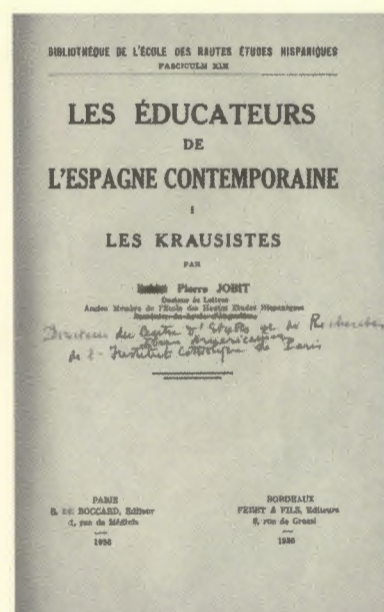 BIBLIOTHÈQUE DE L'ÉCOLE DES HAUTES ÉTUDES HISPANIQUES
FASCICULE XIX
LES ÉDUCATEURS
DE
L'ESPAGNE CONTEMPORAINE
I
LES KRAUSISTES
PAR
Pierre JOBIT
Docteur ès Lettres
Ancien Membre de l'École des Hautes Études Hispaniques
Directeur du Centre d'Études et de Recherches
Ibero Américaines
de l'Institut Catholique de Paris
PARIS
E. DE BOCCARD, Éditeur
1, rue de Médicis
1936
BORDEAUX
FERET & FILS, Éditeurs
9, rue de Grassi
1936